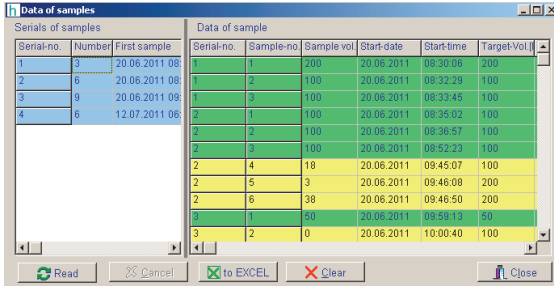 Data of samples
Serials of samples
Serial-no. Number First sample
1 3 20.06.2011 08:
2 6 20.06.2011 08:
3 9 20.06.2011 09:
4 6 12.07.2011 06:
Data of sample
Serial-no. Sample-no. Sample vol. Start-date Start-time Target-Vol.[
1 1 200 20.06.2011 08:30:06 200
1 2 100 20.06.2011 08:32:29 100
1 3 100 20.06.2011 08:33:45 100
2 1 100 20.06.2011 08:35:02 100
2 2 100 20.06.2011 08:36:57 100
2 3 100 20.06.2011 08:52:23 100
2 4 18 20.06.2011 09:45:07 100
2 5 3 20.06.2011 09:46:08 200
2 6 38 20.06.2011 09:46:50 200
3 1 50 20.06.2011 09:59:13 50
3 2 0 20.06.2011 10:00:40 100
Read Cancel to EXCEL Clear Close